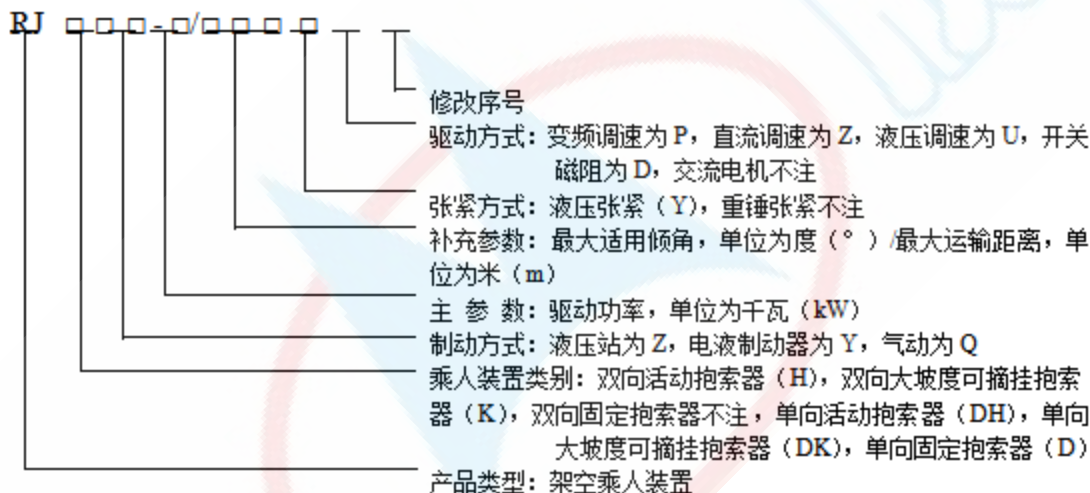 RJ □□□-□/□□□□
修改序号
驱动方式：变频调速为 P，直流调速为 Z，液压调速为 U，开关
磁阻为 D，交流电机不注
张紧方式：液压张紧（Y），重锤张紧不注
补充参数：最大适用倾角，单位为度（°）/最大运输距离，单
位为米（m）
主 参 数：驱动功率，单位为千瓦（kW）
制动方式：液压站为 Z，电液制动器为 Y，气动为 Q
乘人装置类别：双向活动抱索器（H），双向大坡度可摘挂抱索
器（K），双向固定抱索器不注，单向活动抱索器（DH），单向
大坡度可摘挂抱索器（DK），单向固定抱索器（D）
产品类型：架空乘人装置